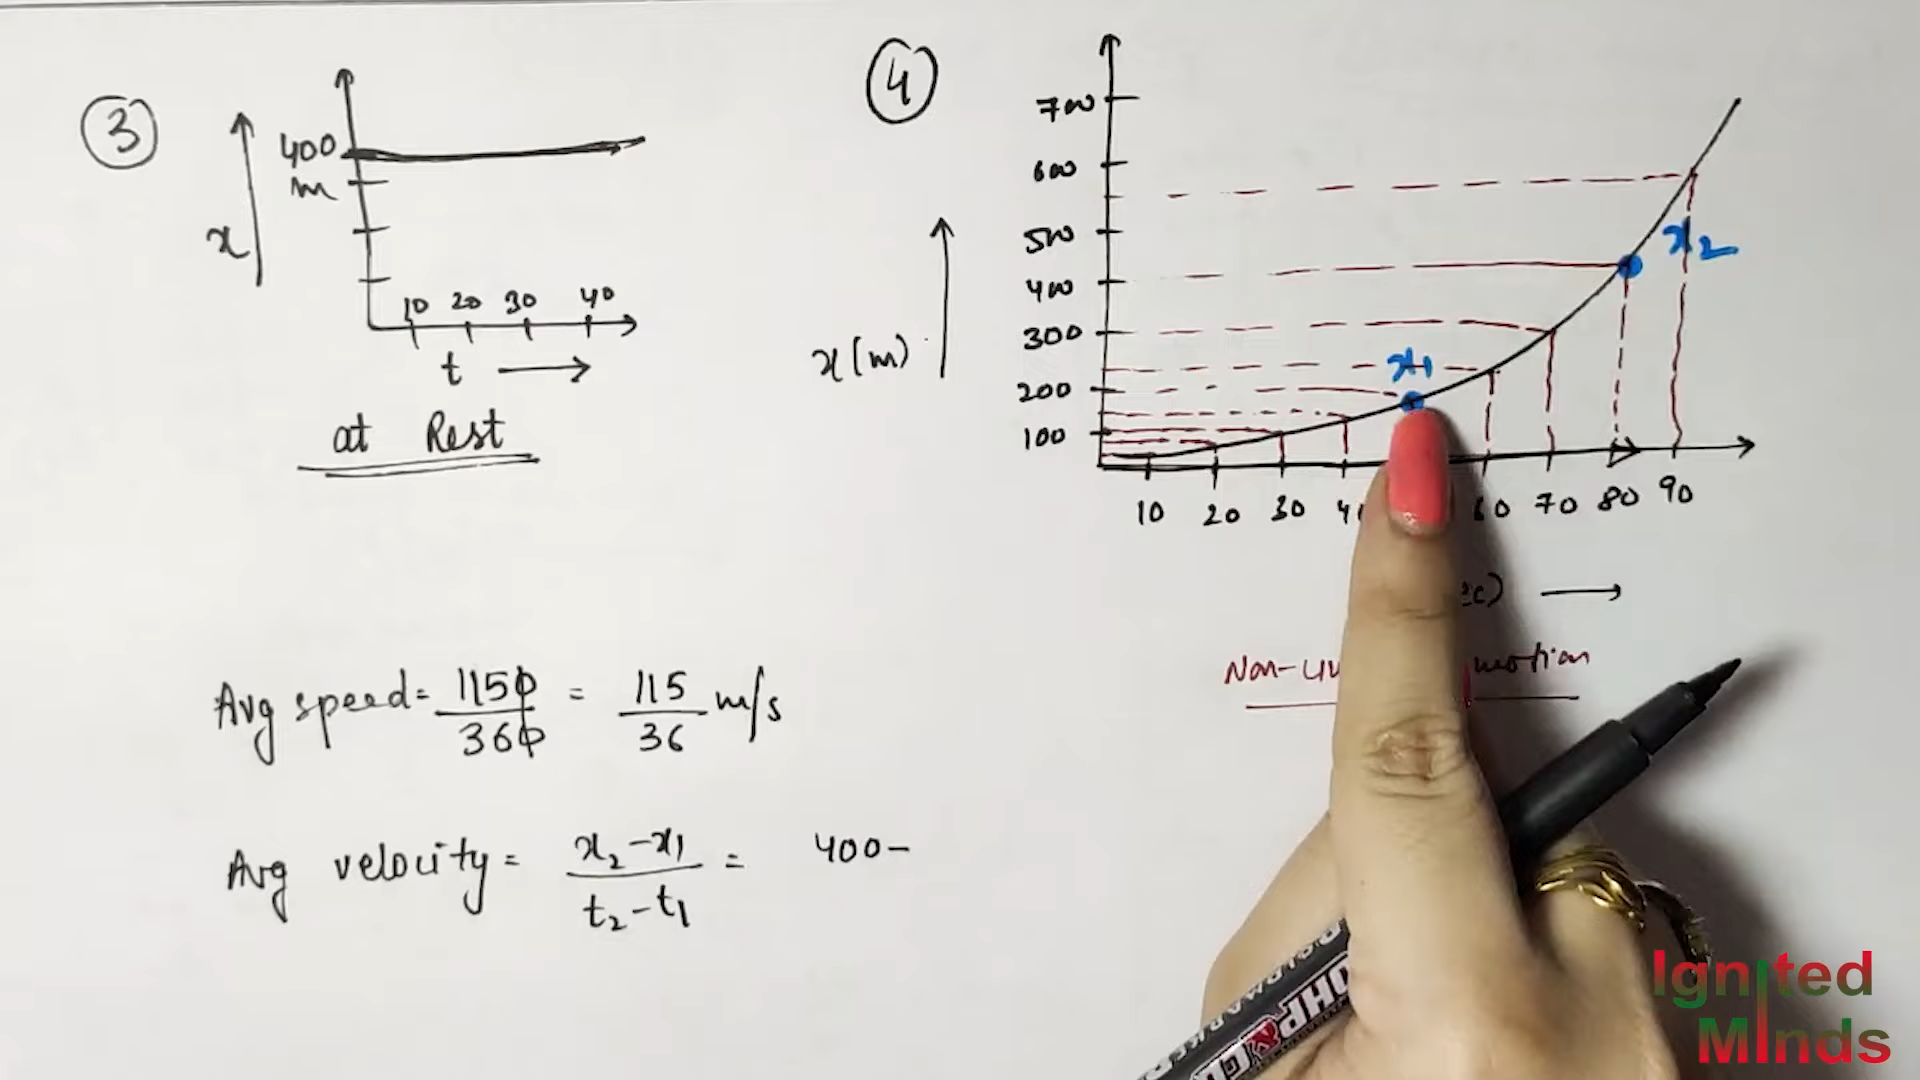 3
400
m
x
10 20 30 40
t
at Rest
4
700
600
500
400
300
200
100
x(m)
x1
x2
10 20 30 60 70 80 90
motion
Avg speed = 1150/360 = 115/36 m/s
Avg velocity = x2-x1/t2-t1 = 400-
Ignited
Minds